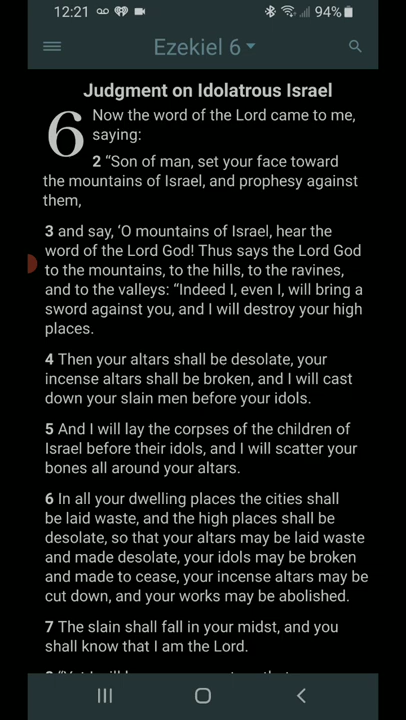 12:21 94%
Ezekiel 6
Judgment on Idolatrous Israel
6 Now the word of the Lord came to me,
saying:
2 “Son of man, set your face toward
the mountains of Israel, and prophesy against
them,
3 and say, ‘O mountains of Israel, hear the
word of the Lord God! Thus says the Lord God
to the mountains, to the hills, to the ravines,
and to the valleys: “Indeed I, even I, will bring a
sword against you, and I will destroy your high
places.
4 Then your altars shall be desolate, your
incense altars shall be broken, and I will cast
down your slain men before your idols.
5 And I will lay the corpses of the children of
Israel before their idols, and I will scatter your
bones all around your altars.
6 In all your dwelling places the cities shall
be laid waste, and the high places shall be
desolate, so that your altars may be laid waste
and made desolate, your idols may be broken
and made to cease, your incense altars may be
cut down, and your works may be abolished.
7 The slain shall fall in your midst, and you
shall know that I am the Lord.